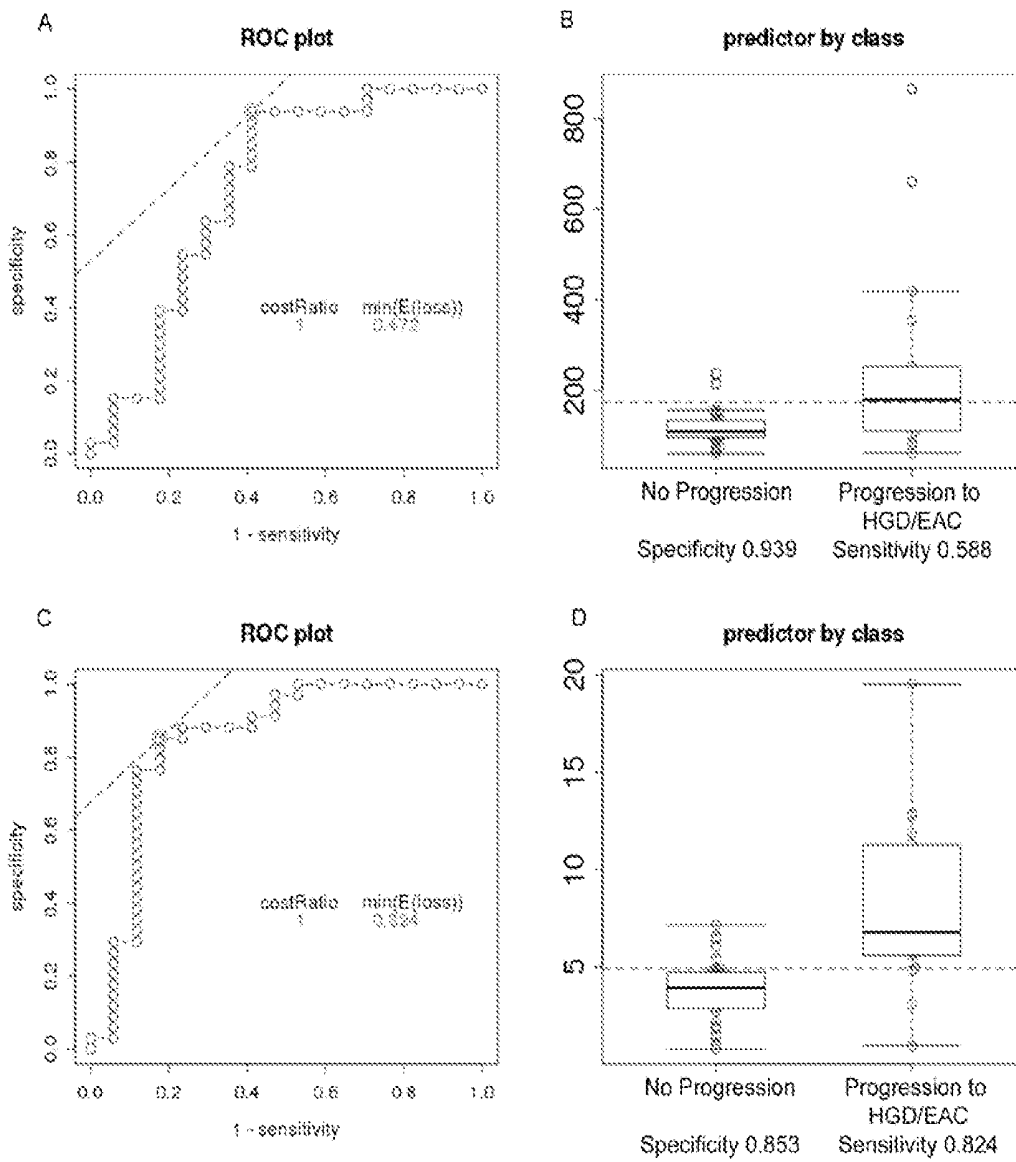 A
ROC plot
1.0
0.8
0.6
0.4
0.2
0.0
specificity
costRatio min(E(loss))
1 0.472
0.0 0.2 0.4 0.6 0.8 1.0
1 - sensitivity
B
predictor by class
800
600
400
200
No Progression
Progression to
HGD/EAC
Specificity 0.939
Sensitivity 0.588
C
ROC plot
1.0
0.8
0.6
0.4
0.2
0.0
specificity
costRatio min(E(loss))
1
0.0 0.2 0.4 0.6 0.8 1.0
1 - sensitivity
D
predictor by class
20
15
10
5
No Progression
Progression to
HGD/EAC
Specificity 0.853
Sensitivity 0.824